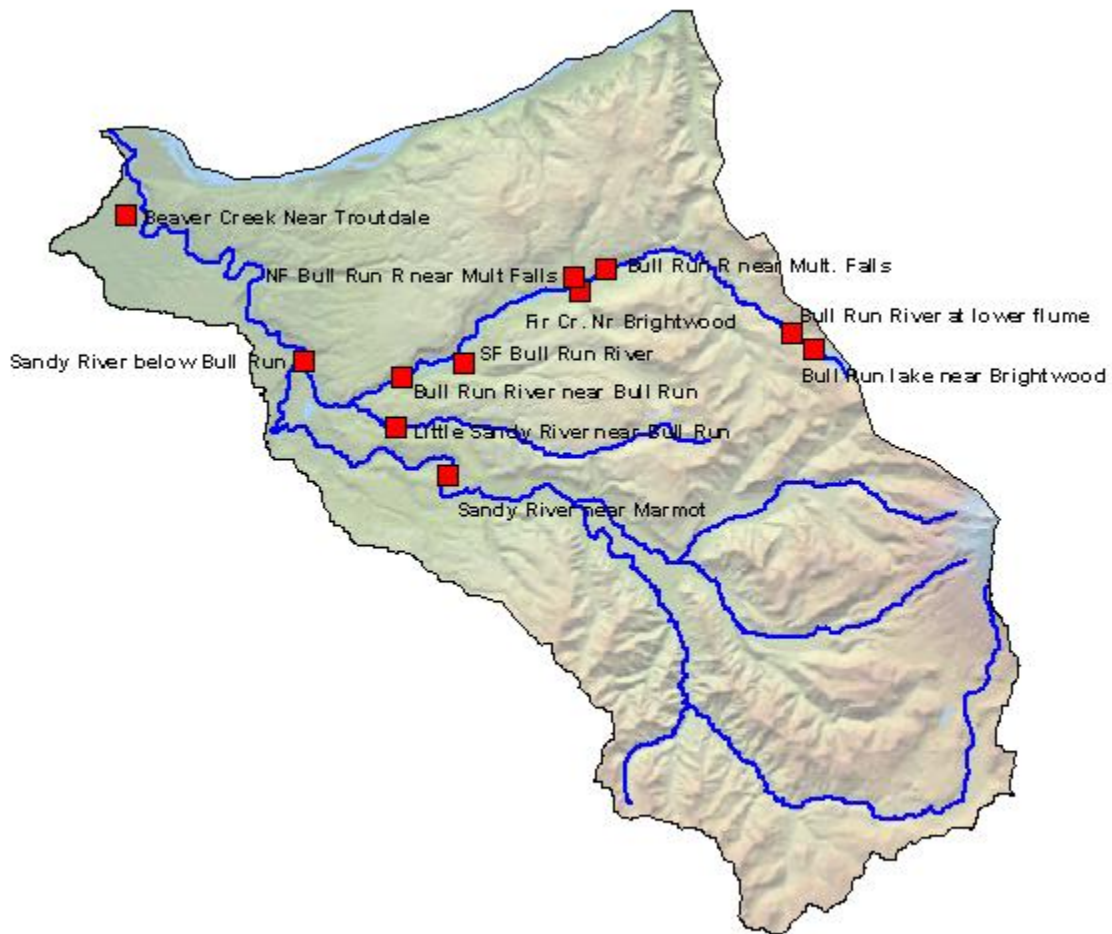 Beaver Creek Near Troutdale
NF Bull Run R near Mult Falls
Bull Run R near Mult. Falls
Fir Cr. Nr Brightwood
Bull Run River at lower flume
Sandy River below Bull Run
SF Bull Run River
Bull Run lake near Brightwood
Bull Run River near Bull Run
Little Sandy River near Bull Run
Sandy River near Marmot